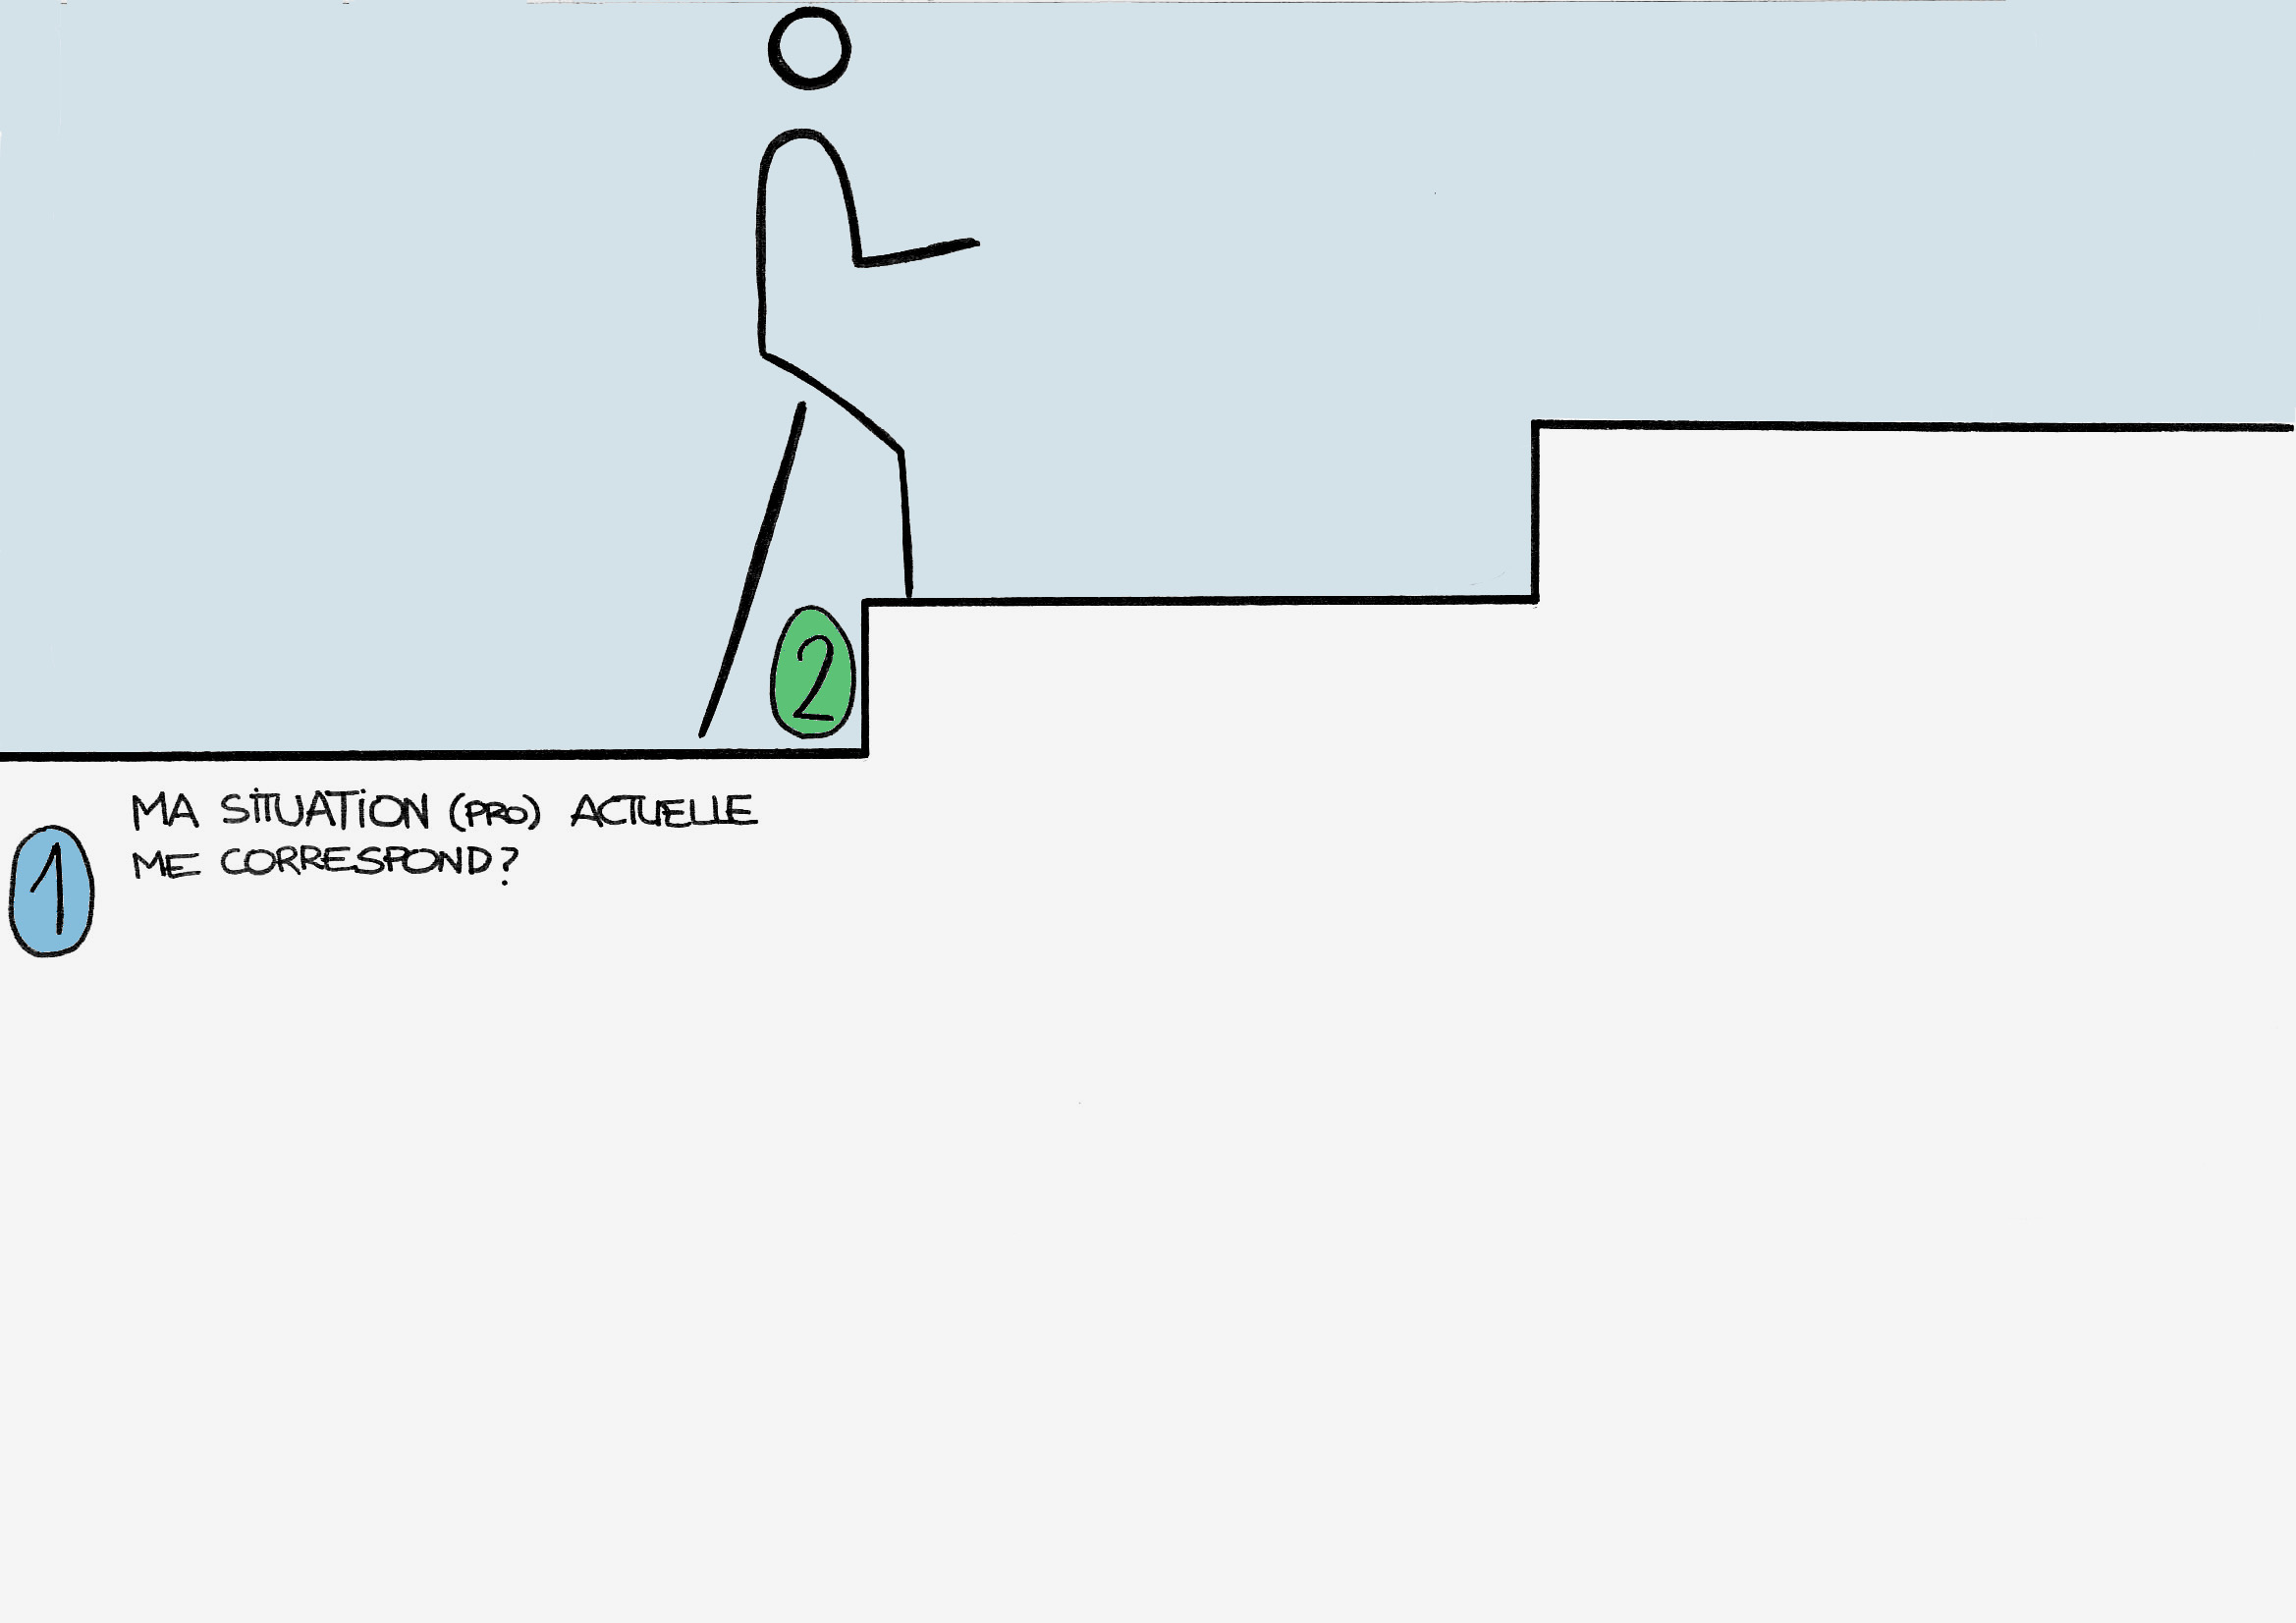 2
MA SITUATION (PRO) ACTUELLE
ME CORRESPOND?
1